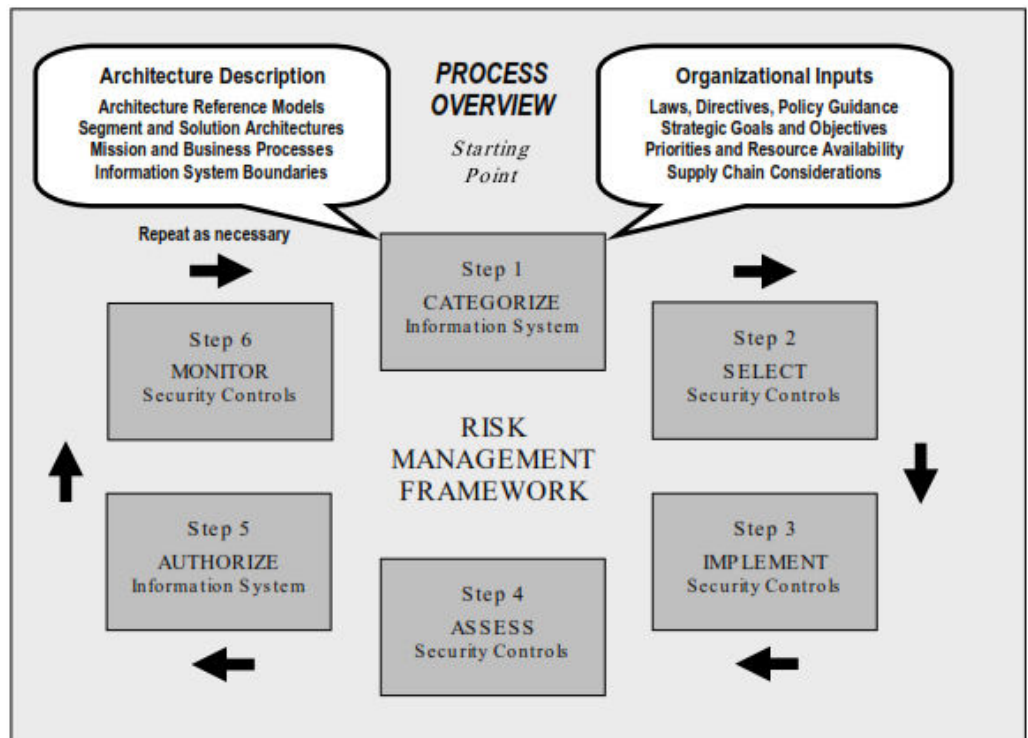 Architecture Description
Architecture Reference Models
Segment and Solution Architectures
Mission and Business Processes
Information System Boundaries
PROCESS
OVERVIEW
Starting
Point
Organizational Inputs
Laws, Directives, Policy Guidance
Strategic Goals and Objectives
Priorities and Resource Availability
Supply Chain Considerations
Repeat as necessary
Step 1
CATEGORIZE
Information System
Step 2
SELECT
Security Controls
Step 3
IMPLEMENT
Security Controls
Step 4
ASSESS
Security Controls
Step 5
AUTHORIZE
Information System
Step 6
MONITOR
Security Controls
RISK
MANAGEMENT
FRAMEWORK